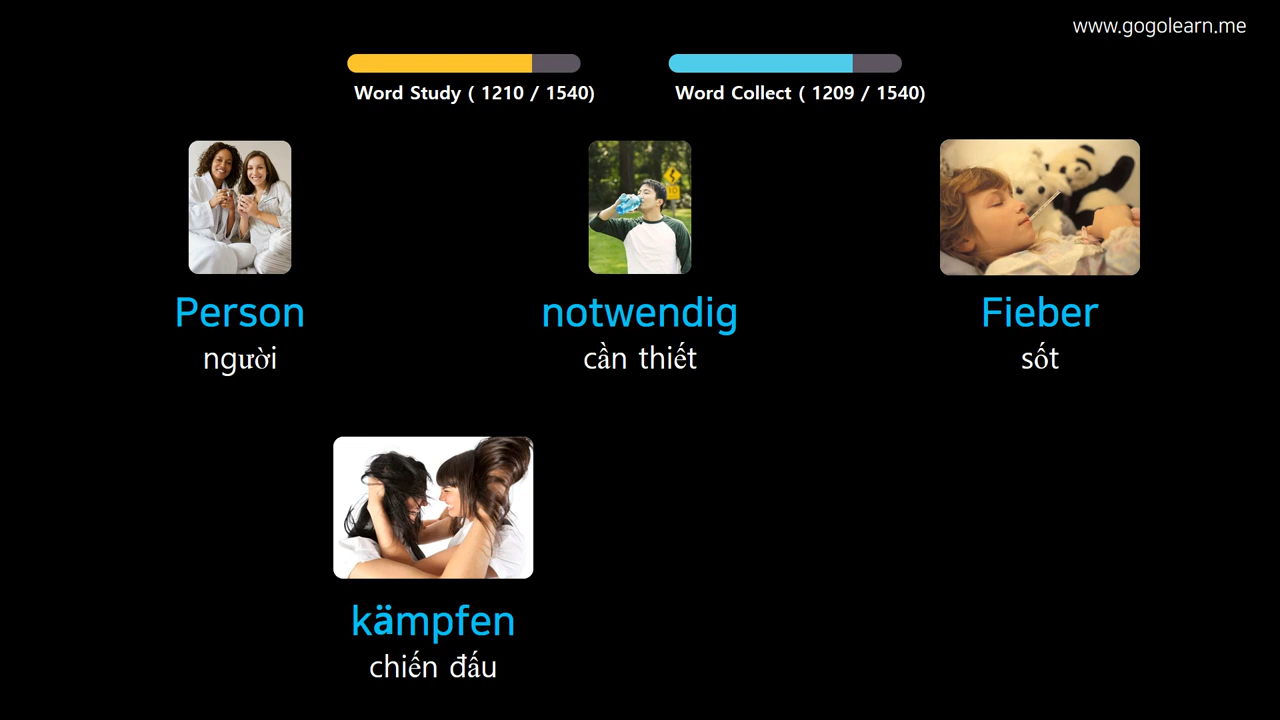 www.gogolearn.me
Word Study ( 1210 / 1540)
Word Collect ( 1209 / 1540)
Person
người
notwendig
cần thiết
Fieber
sốt
kämpfen
chiến đấu